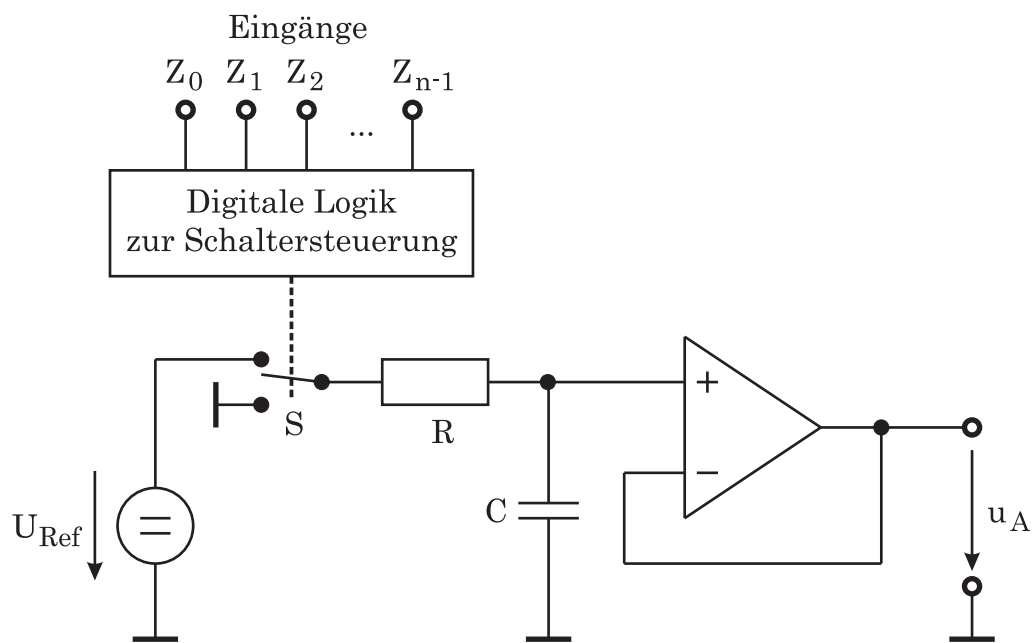 Eingänge
Z0 Z1 Z2 ... Zn-1
Digitale Logik
zur Schaltersteuerung
S
R
+
−
C
URef
=
uA